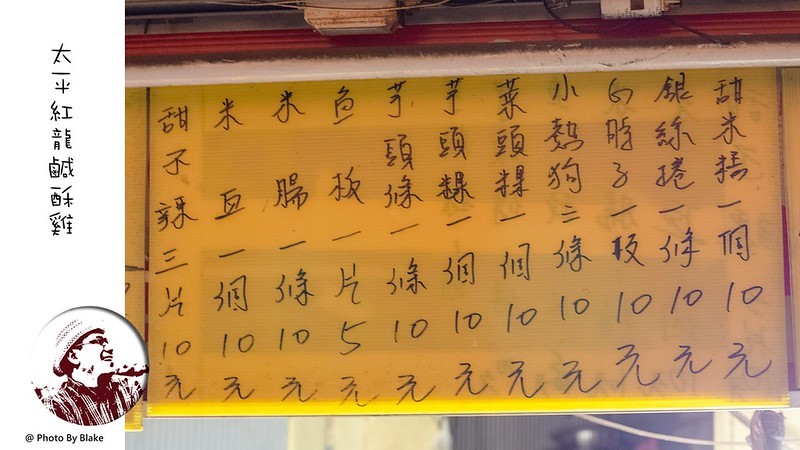 甜米糕一個10元
銀絲捲一條10元
時子一板10元
小熱狗三條10元
菜頭粿一個10元
芋頭粿一個10元
芋頭條一條10元
魚板一片5元
米腸一條10元
米血一個10元
甜不辣三片10元
太平紅龍鹹酥雞
@ Photo By Blake